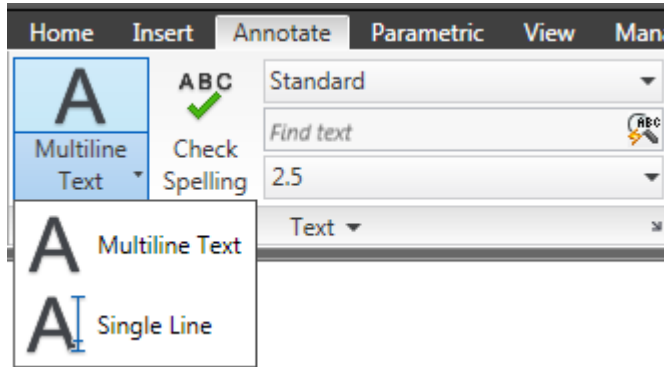 Home Insert Annotate Parametric View
A ABC Standard
Find text ABC
Multiline Check
Text Spelling 2.5
Text
A Multiline Text
A Single Line